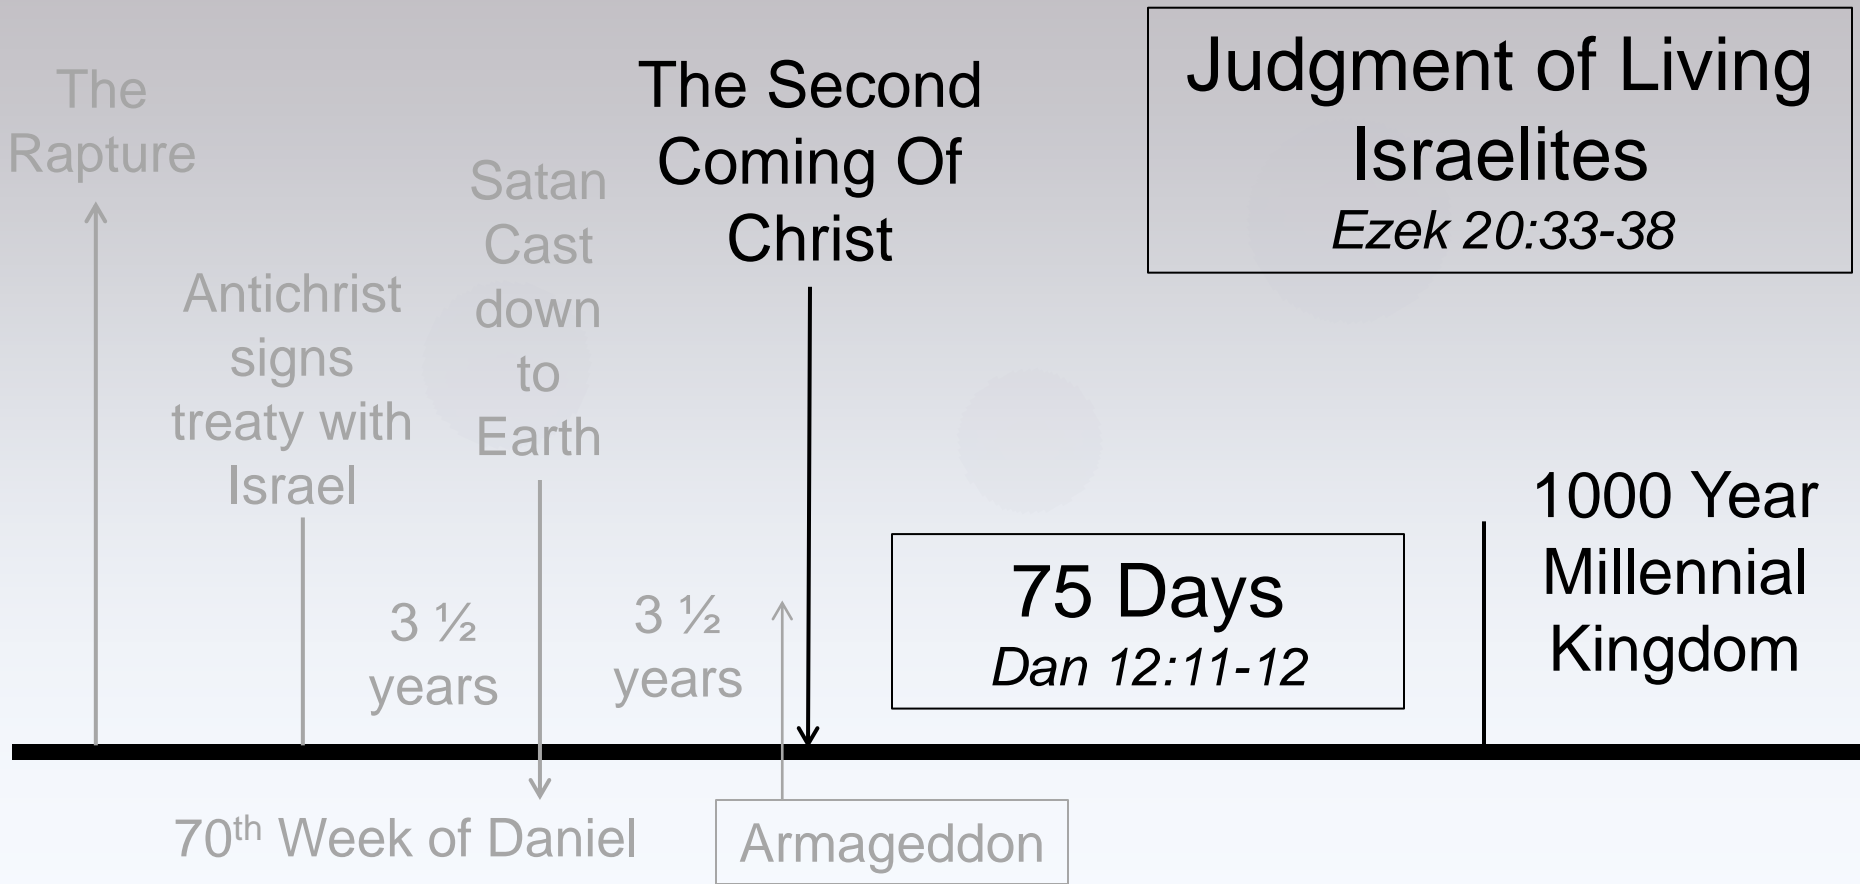 The
Rapture
Antichrist
signs
treaty with
Israel
3 ½
years
Satan
Cast
down
to
Earth
3 ½
years
The Second
Coming Of
Christ
Judgment of Living
Israelites
Ezek 20:33-38
75 Days
Dan 12:11-12
1000 Year
Millennial
Kingdom
70th Week of Daniel
Armageddon